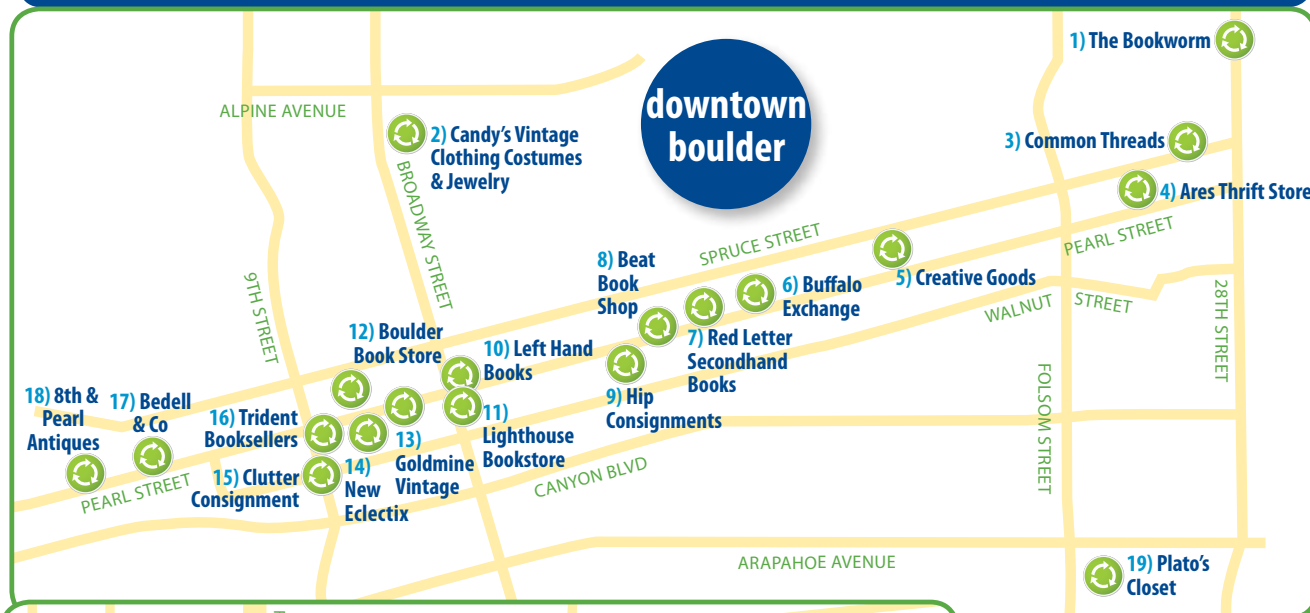 1) The Bookworm
downtown
boulder
ALPINE AVENUE
2) Candy's Vintage
Clothing Costumes
& Jewelry
BROADWAY STREET
3) Common Threads
4) Ares Thrift Store
SPRUCE STREET
PEARL STREET
8) Beat
Book
Shop
6) Buffalo
Exchange
5) Creative Goods
9TH STREET
WALNUT
STREET
28TH STREET
12) Boulder
Book Store
10) Left Hand
Books
7) Red Letter
Secondhand
Books
9) Hip
Consignments
FOLSOM STREET
18) 8th &
Pearl
Antiques
17) Bedell
& Co
16) Trident
Booksellers
15) Clutter
Consignment
14)
New
Eclectix
13)
Goldmine
Vintage
11)
Lighthouse
Bookstore
PEARL STREET
CANYON BLVD
ARAPAHOE AVENUE
19) Plato's
Closet